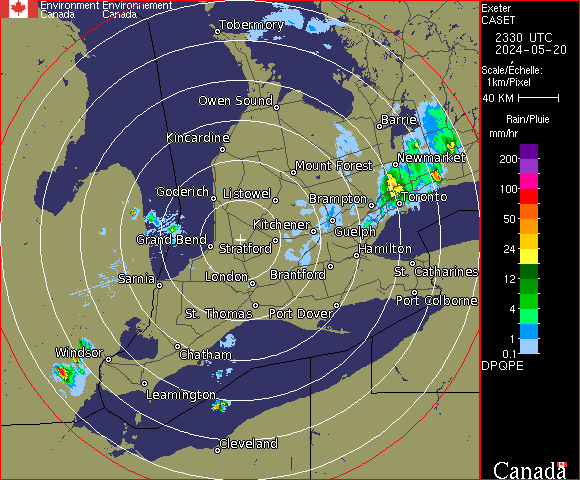 Environment Environnement
Canada Canada
Tobermory
Owen Sound
Barrie
Kincardine
Newmarket
Mount Forest
Goderich
Listowel
Brampton
Toronto
Kitchener
Guelph
Grand Bend
Stratford
Hamilton
London
Brantford
St. Catharines
Sarnia
Port Colborne
St. Thomas
Port Dover
Windsor
Chatham
Leamington
Cleveland
Exeter
CASET
2330 UTC
2024-05-20
Scale/Échelle:
1km/Pixel
40 KM
Rain/Pluie
mm/hr
200
100
50
24
12
4
1
0.1
DPQPE
Canada